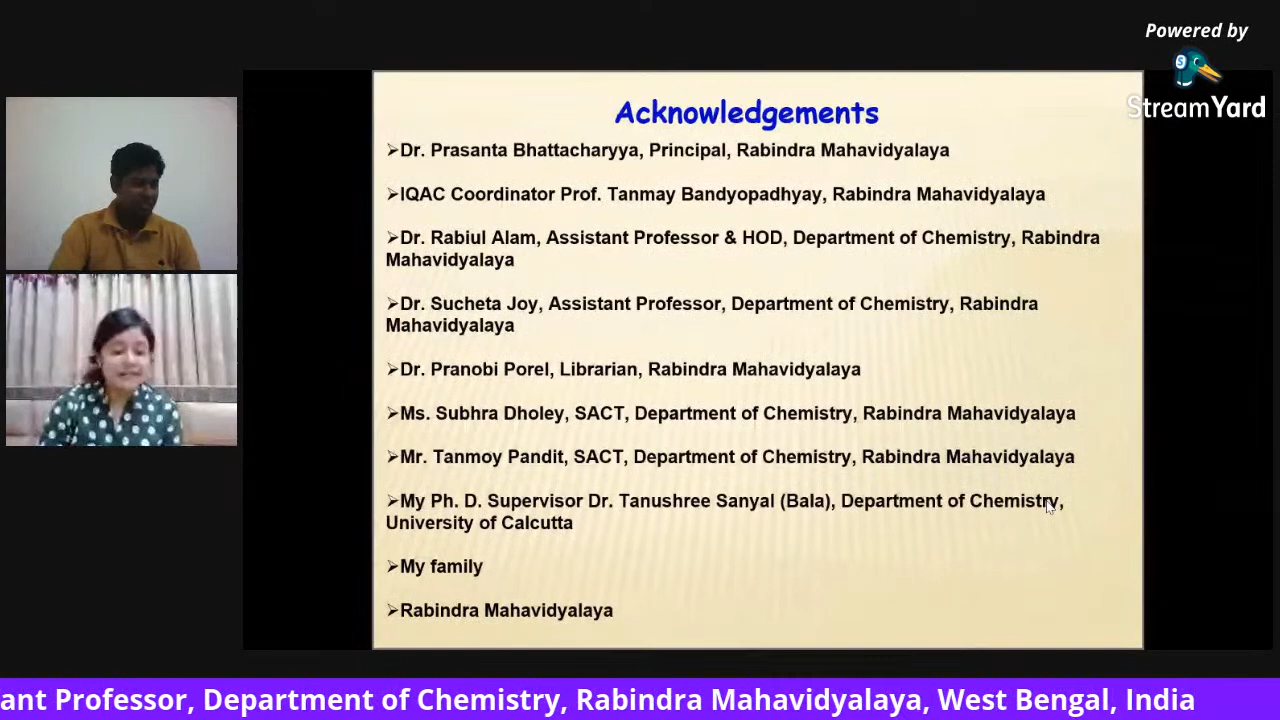 Powered by
StreamYard
Acknowledgements
➢Dr. Prasanta Bhattacharyya, Principal, Rabindra Mahavidyalaya
➢IQAC Coordinator Prof. Tanmay Bandyopadhyay, Rabindra Mahavidyalaya
➢Dr. Rabiul Alam, Assistant Professor & HOD, Department of Chemistry, Rabindra
Mahavidyalaya
➢Dr. Sucheta Joy, Assistant Professor, Department of Chemistry, Rabindra
Mahavidyalaya
➢Dr. Pranobi Porel, Librarian, Rabindra Mahavidyalaya
➢Ms. Subhra Dholey, SACT, Department of Chemistry, Rabindra Mahavidyalaya
➢Mr. Tanmoy Pandit, SACT, Department of Chemistry, Rabindra Mahavidyalaya
➢My Ph. D. Supervisor Dr. Tanushree Sanyal (Bala), Department of Chemistry,
University of Calcutta
➢My family
➢Rabindra Mahavidyalaya
ant Professor, Department of Chemistry, Rabindra Mahavidyalaya, West Bengal, India